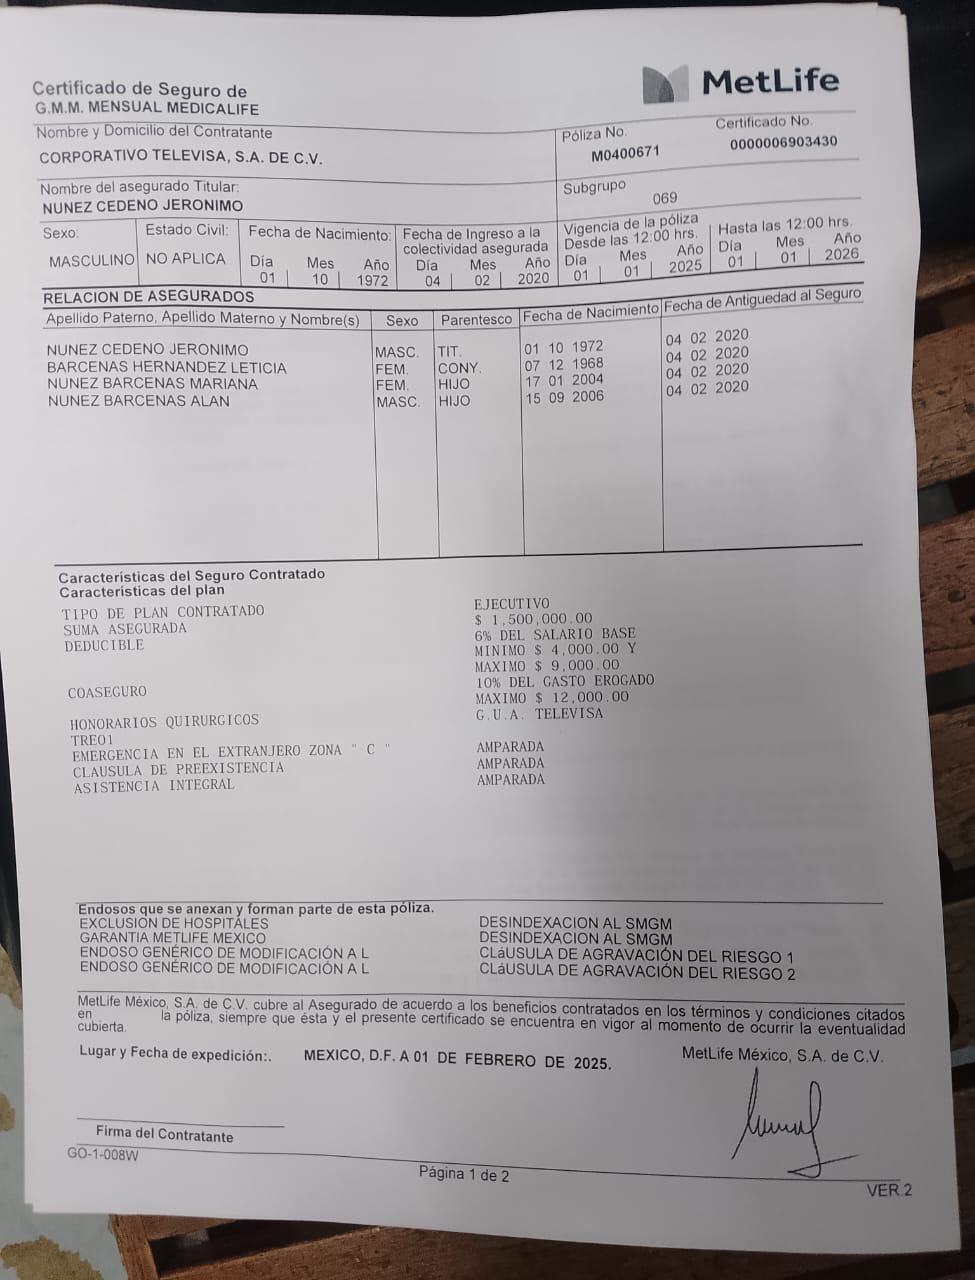 Certificado de Seguro de
G.M.M. MENSUAL MEDICALIFE
MetLife
Nombre y Domicilio del Contratante
CORPORATIVO TELEVISA, S.A. DE C.V.
Póliza No.
M0400671
Certificado No.
0000006903430
Nombre del asegurado Titular:
NUNEZ CEDENO JERONIMO
Subgrupo
069
Sexo:
MASCULINO
Estado Civil:
NO APLICA
Fecha de Nacimiento:
Día Mes Año
01 10 1972
Fecha de Ingreso a la
colectividad asegurada
Día Mes Año
04 02 2020
Vigencia de la póliza
Desde las 12:00 hrs.
Día Mes Año
01 01 2025
Hasta las 12:00 hrs.
Día Mes Año
01 01 2026
RELACION DE ASEGURADOS
Apellido Paterno, Apellido Materno y Nombre(s) Sexo Parentesco Fecha de Nacimiento Fecha de Antiguedad al Seguro
NUNEZ CEDENO JERONIMO MASC. TIT. 01 10 1972 04 02 2020
BARCENAS HERNANDEZ LETICIA FEM. CONY. 07 12 1968 04 02 2020
NUNEZ BARCENAS MARIANA FEM. HIJO 17 01 2004 04 02 2020
NUNEZ BARCENAS ALAN MASC. HIJO 15 09 2006 04 02 2020
Características del Seguro Contratado
Características del plan
TIPO DE PLAN CONTRATADO EJECUTIVO
SUMA ASEGURADA $ 1,500,000.00
DEDUCIBLE 6% DEL SALARIO BASE
MINIMO $ 4,000.00 Y
MAXIMO $ 9,000.00
COASEGURO 10% DEL GASTO EROGADO
MAXIMO $ 12,000.00
HONORARIOS QUIRURGICOS G.U.A. TELEVISA
TRE01
EMERGENCIA EN EL EXTRANJERO ZONA " C " AMPARADA
CLAUSULA DE PREEXISTENCIA AMPARADA
ASISTENCIA INTEGRAL AMPARADA
Endosos que se anexan y forman parte de esta póliza.
EXCLUSION DE HOSPITALES DESINDEXACION AL SMGM
GARANTIA METLIFE MEXICO DESINDEXACION AL SMGM
ENDOSO GENÉRICO DE MODIFICACIÓN A L CLáUSULA DE AGRAVACIÓN DEL RIESGO 1
ENDOSO GENÉRICO DE MODIFICACIÓN A L CLáUSULA DE AGRAVACIÓN DEL RIESGO 2
MetLife México, S.A. de C.V. cubre al Asegurado de acuerdo a los beneficios contratados en los términos y condiciones citados
en la póliza, siempre que ésta y el presente certificado se encuentra en vigor al momento de ocurrir la eventualidad
cubierta.
Lugar y Fecha de expedición:. MEXICO, D.F. A 01 DE FEBRERO DE 2025.
MetLife México, S.A. de C.V.
Firma del Contratante
GO-1-008W
Página 1 de 2
VER.2